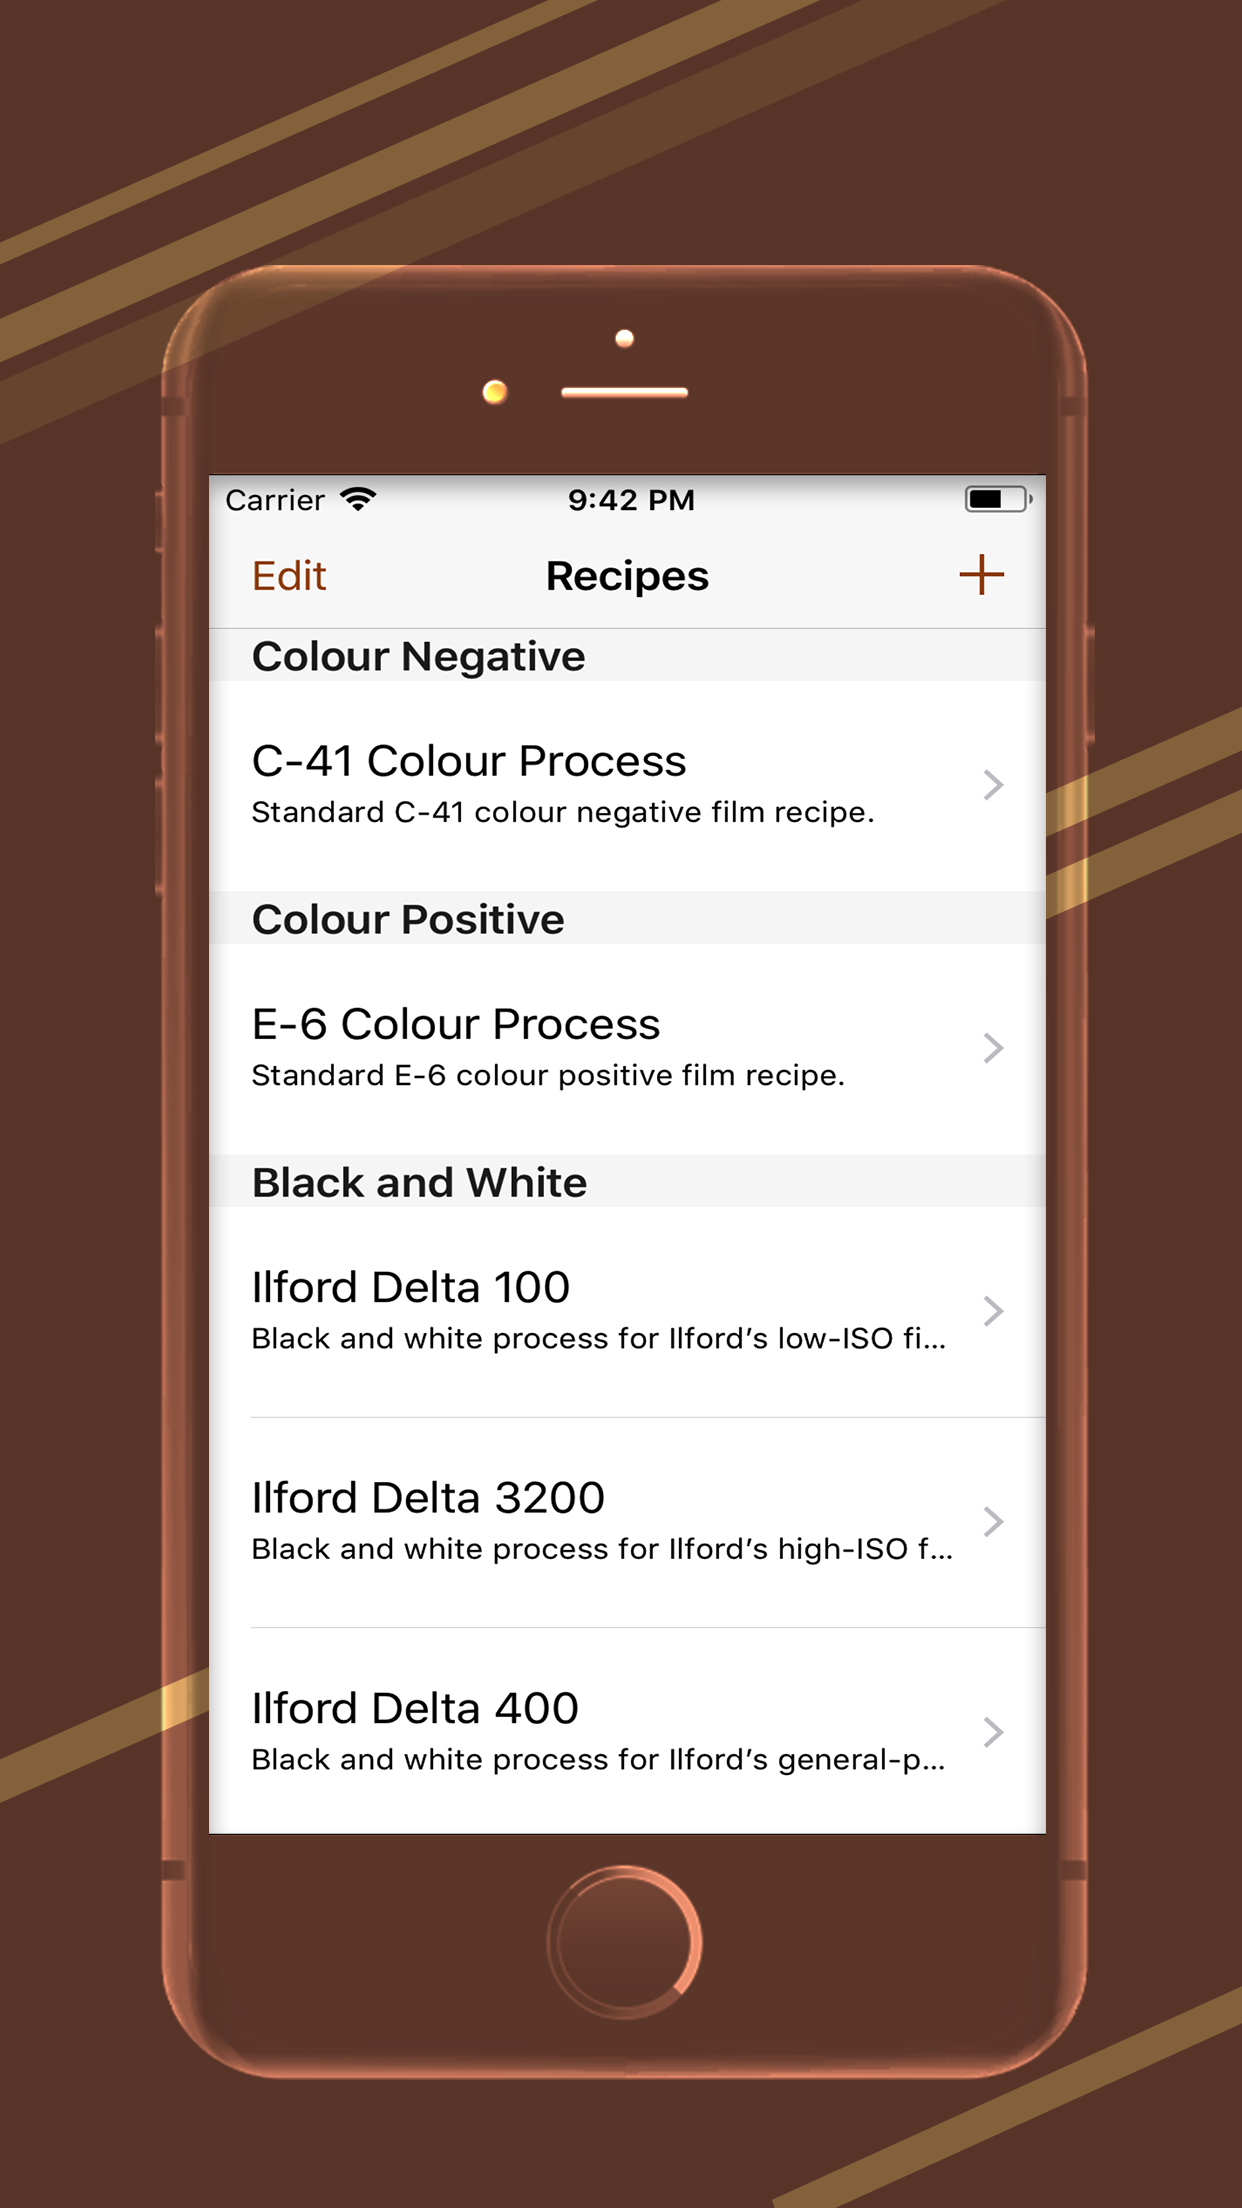 Carrier 9:42 PM
Edit Recipes +
Colour Negative
C-41 Colour Process
Standard C-41 colour negative film recipe.
Colour Positive
E-6 Colour Process
Standard E-6 colour positive film recipe.
Black and White
Ilford Delta 100
Black and white process for Ilford’s low-ISO fi...
Ilford Delta 3200
Black and white process for Ilford’s high-ISO f...
Ilford Delta 400
Black and white process for Ilford’s general-p...